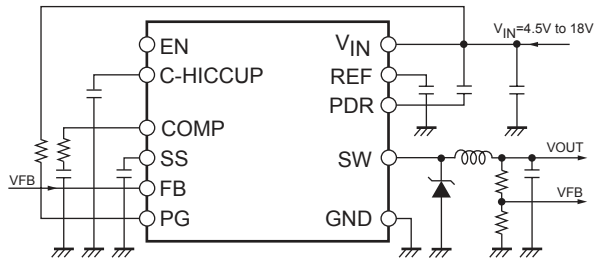 EN
C-HICCUP
COMP
SS
FB
PG
VFB
VIN
REF
PDR
SW
GND
VIN=4.5V to 18V
VOUT
VFB